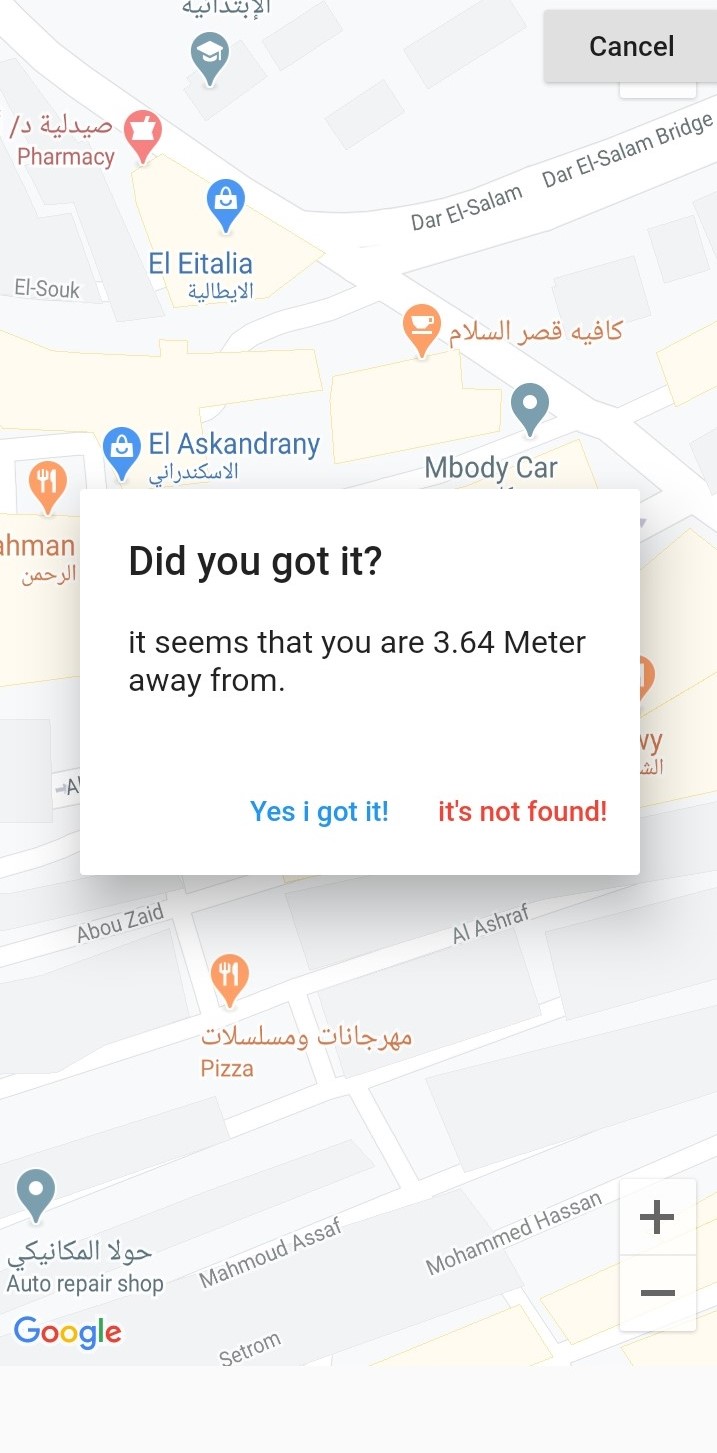 الإبتدائية
Cancel
صيدلية د/
Pharmacy
Dar El-Salam
Dar El-Salam Bridge
El Eitalia
الايطالية
El-Souk
كافيه قصر السلام
El Askandrany
الاسكندراني
Mbody Car
ahman
الرحمن
Did you got it?
it seems that you are 3.64 Meter
away from.
Yes i got it! it's not found!
Abou Zaid
Al Ashraf
مهرجانات ومسلسلات
Pizza
حولا المكانيكي
Auto repair shop
Mahmoud Assaf
Mohammed Hassan
Google
Setrom